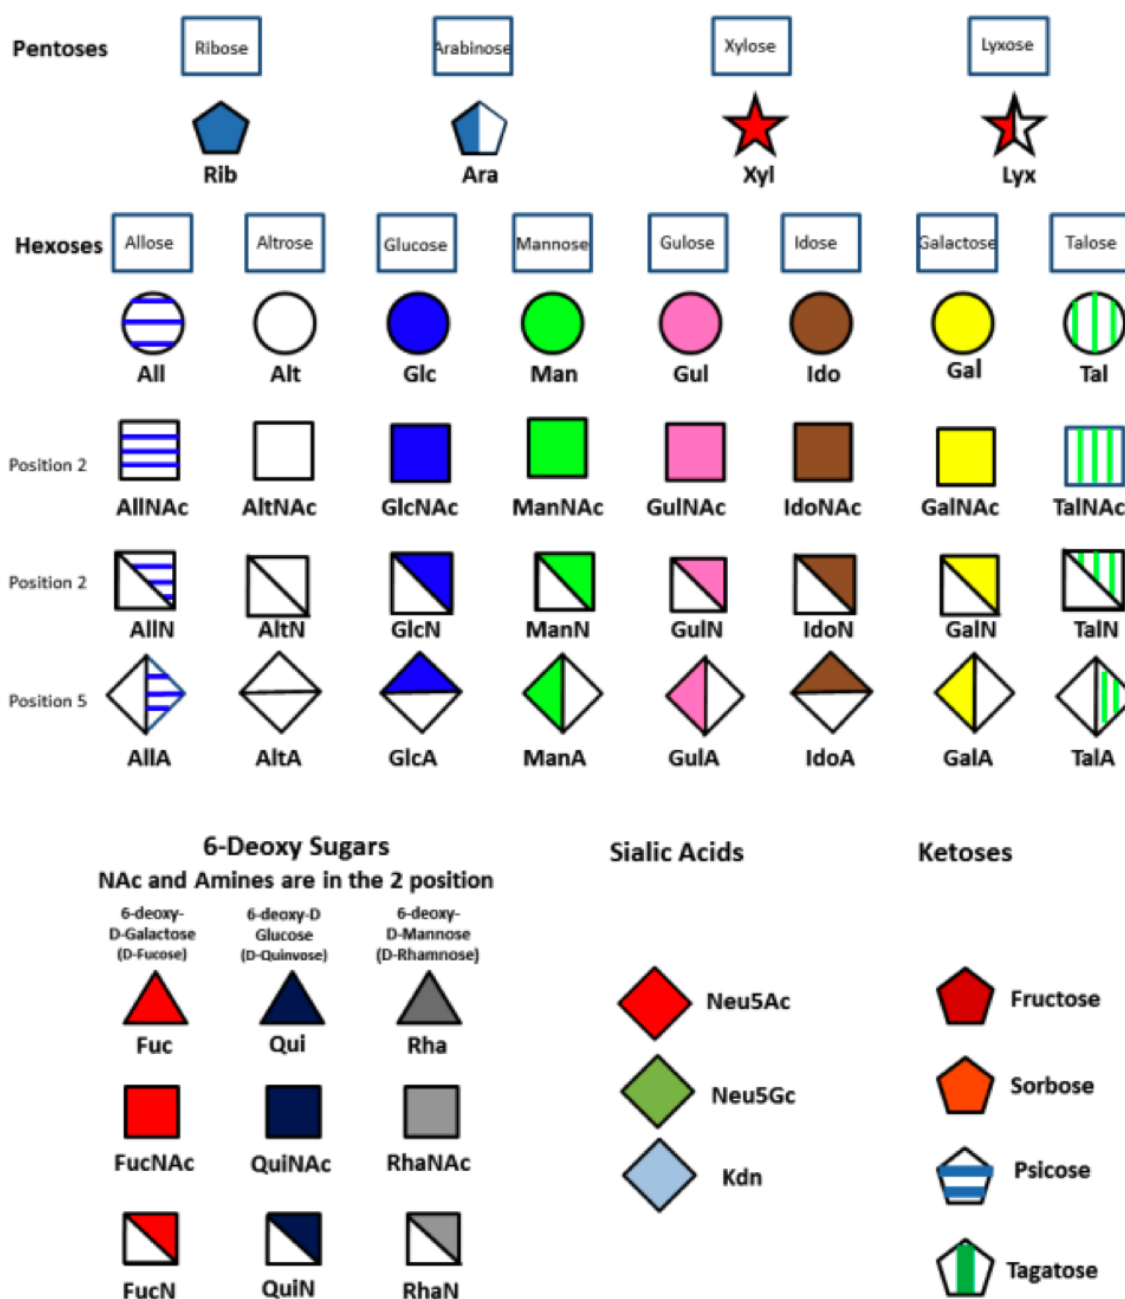 Pentoses Ribose Arabinose Xylose Lyxose
Rib Ara Xyl Lyx
Hexoses Allose Altrose Glucose Mannose Gulose Idose Galactose Talose
All Alt Glc Man Gul Ido Gal Tal
Position 2
AllNAc AltNAc GlcNAc ManNAc GulNAc IdoNAc GalNAc TalNAc
Position 2
AllN AltN GlcN ManN GulN IdoN GalN TalN
Position 5
AllA AltA GlcA ManA GulA IdoA GalA TalA
6-Deoxy Sugars
NAc and Amines are in the 2 position
6-deoxy-
D-Galactose
(D-Fucose)
6-deoxy-D
Glucose
(D-Quinvose)
6-deoxy-
D-Mannose
(D-Rhamnose)
Fuc Qui Rha
FucNAc QuiNAc RhaNAc
FucN QuiN RhaN
Sialic Acids
Neu5Ac
Neu5Gc
Kdn
Ketoses
Fructose
Sorbose
Psicose
Tagatose